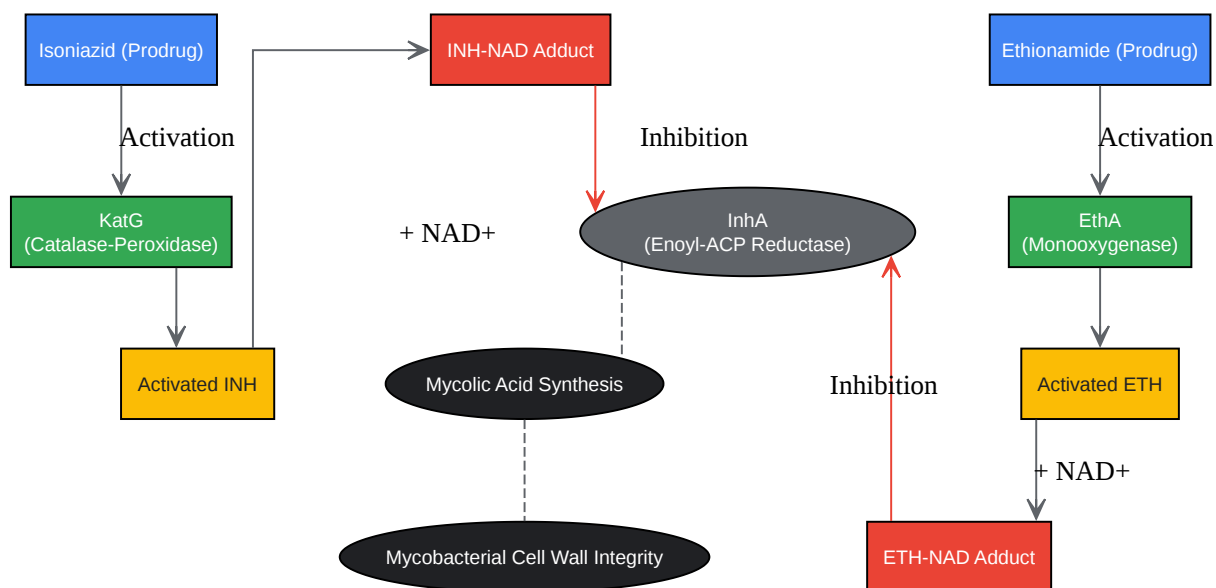 Isoniazid (Prodrug)
INH-NAD Adduct
Ethionamide (Prodrug)
Activation
Inhibition
Activation
KatG
(Catalase-Peroxidase)
+ NAD+
InhA
(Enoyl-ACP Reductase)
EthA
(Monooxygenase)
Activated INH
Mycolic Acid Synthesis
Inhibition
Activated ETH
+ NAD+
Mycobacterial Cell Wall Integrity
ETH-NAD Adduct